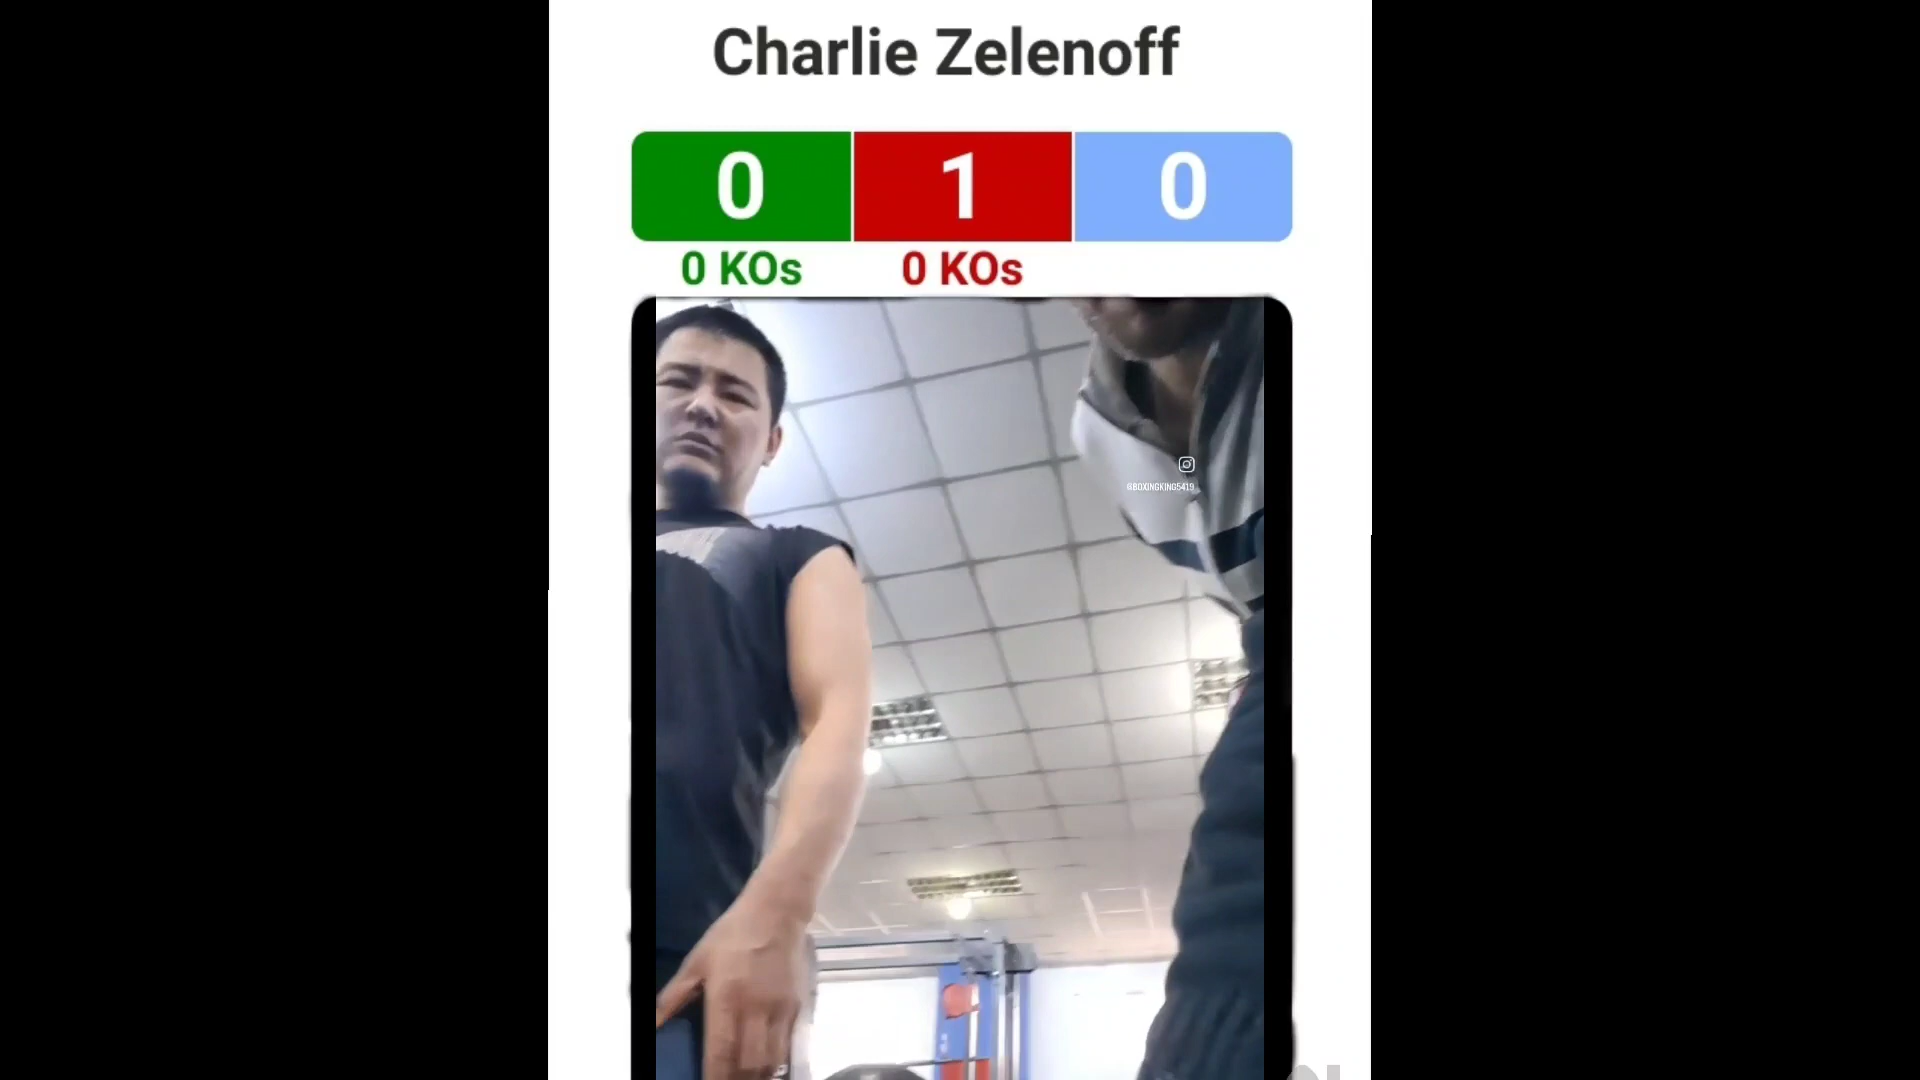 Charlie Zelenoff
0 1 0
0 KOs 0 KOs
@BOXINGKING5419